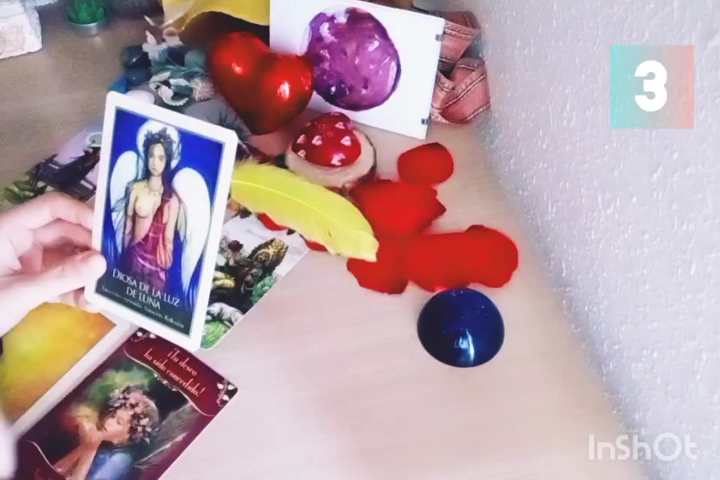 3
DIOSA DE LA LUZ
DE LUNA
¡Tu deseo
ha sido concedido!
InShOt